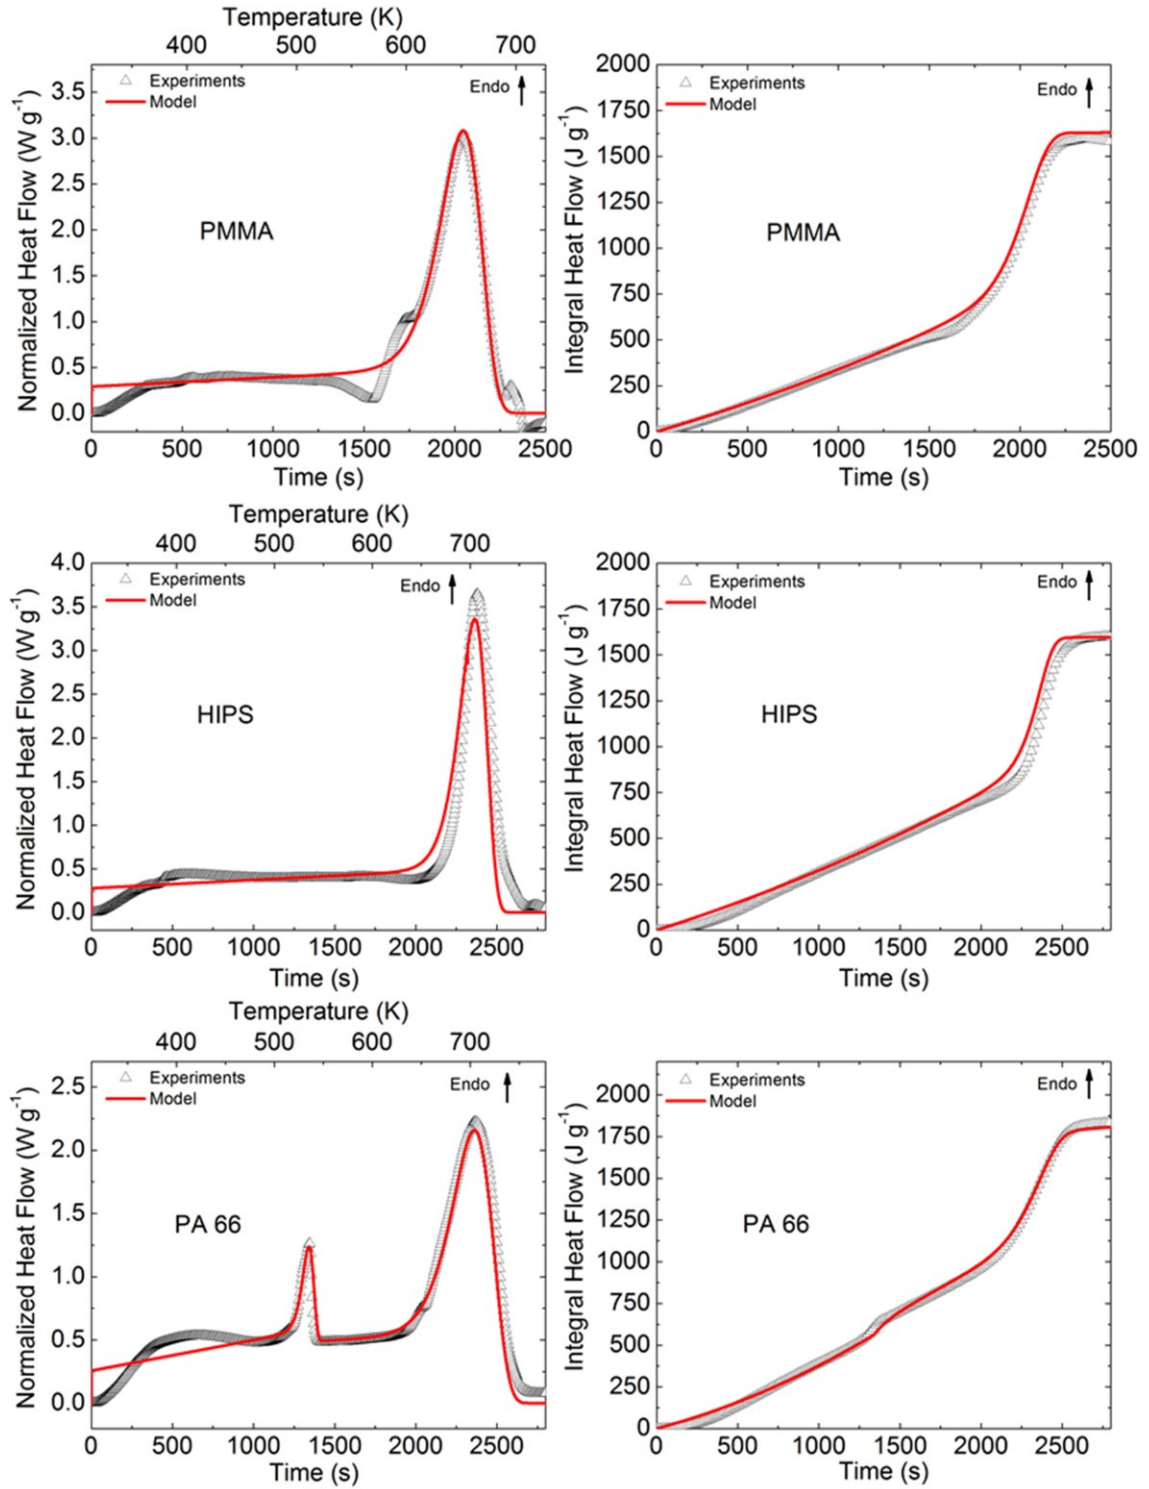 Temperature (K)
400 500 600 700
Normalized Heat Flow (W g⁻¹)
3.5
3.0
2.5
2.0
1.5
1.0
0.5
0.0
Experiments
Model
Endo
PMMA
0 500 1000 1500 2000 2500
Time (s)
Integral Heat Flow (J g⁻¹)
2000
1750
1500
1250
1000
750
500
250
0
Experiments
Model
Endo
PMMA
0 500 1000 1500 2000 2500
Time (s)
Temperature (K)
400 500 600 700
Normalized Heat Flow (W g⁻¹)
4.0
3.5
3.0
2.5
2.0
1.5
1.0
0.5
0.0
Experiments
Model
Endo
HIPS
0 500 1000 1500 2000 2500
Time (s)
Integral Heat Flow (J g⁻¹)
2000
1750
1500
1250
1000
750
500
250
0
Experiments
Model
Endo
HIPS
0 500 1000 1500 2000 2500
Time (s)
Temperature (K)
400 500 600 700
Normalized Heat Flow (W g⁻¹)
2.5
2.0
1.5
1.0
0.5
0.0
Experiments
Model
Endo
PA 66
0 500 1000 1500 2000 2500
Time (s)
Integral Heat Flow (J g⁻¹)
2000
1750
1500
1250
1000
750
500
250
0
Experiments
Model
Endo
PA 66
0 500 1000 1500 2000 2500
Time (s)